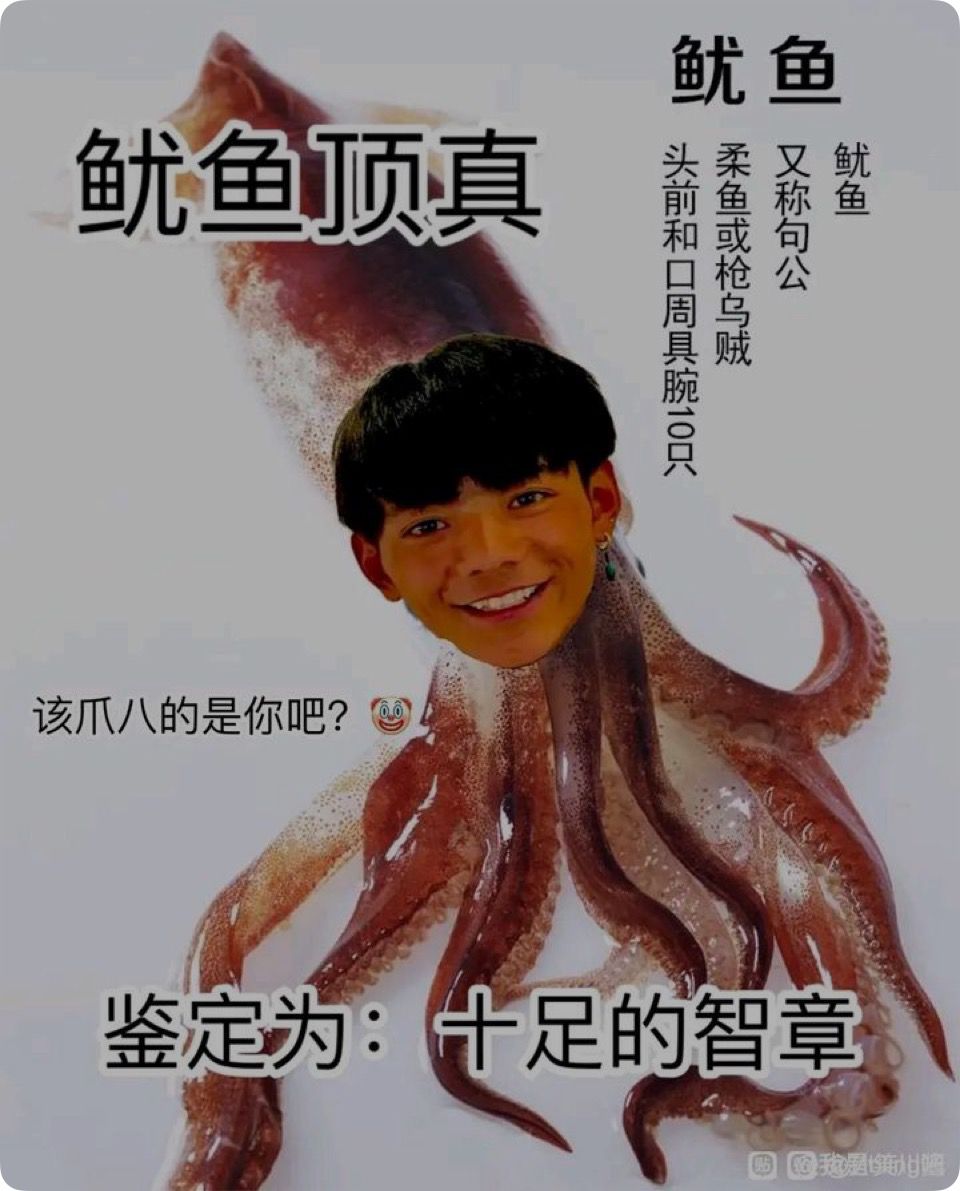 鱿鱼
鱿鱼
又称句公
柔鱼或枪乌贼
头前和口周具腕10只
鱿鱼顶真
该爪八的是你吧？🤡
鉴定为：十足的智章
贴